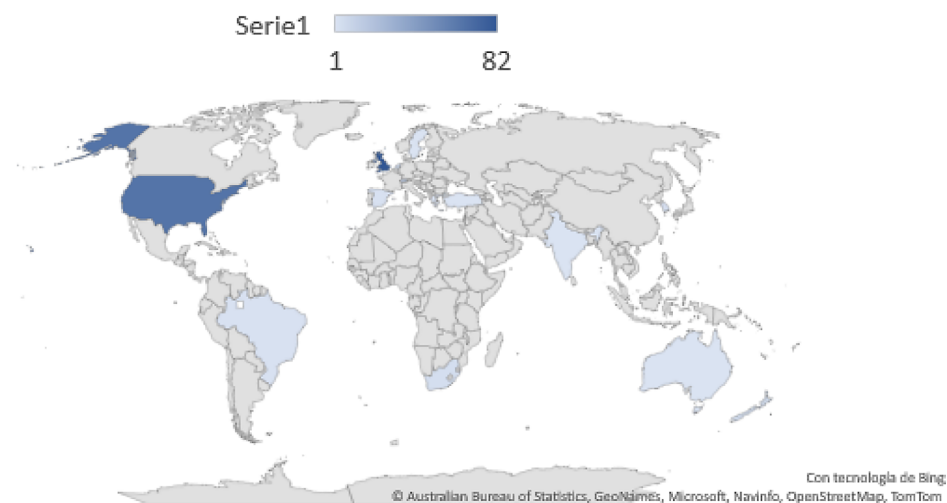 Serie1
1 82
Con tecnología de Bing
© Australian Bureau of Statistics, GeoNames, Microsoft, Navinfo, OpenStreetMap, TomTom